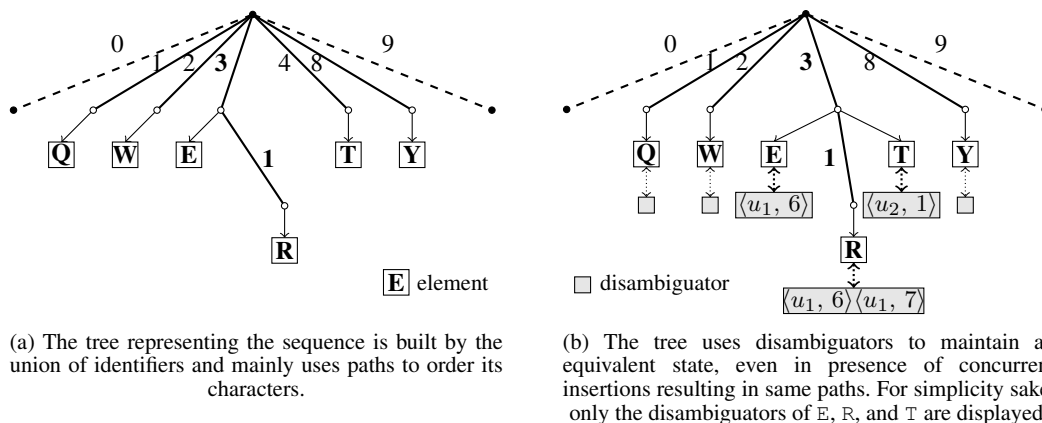 0 1 2 3 4 8 9
Q W E T Y
1
R
E element
(a) The tree representing the sequence is built by the
union of identifiers and mainly uses paths to order its
characters.
0 1 2 3 8 9
Q W E T Y
1
⟨u₁, 6⟩ ⟨u₂, 1⟩
R
disambiguator
⟨u₁, 6⟩⟨u₁, 7⟩
(b) The tree uses disambiguators to maintain a
equivalent state, even in presence of concurren
insertions resulting in same paths. For simplicity sake
only the disambiguators of E, R, and T are displayed